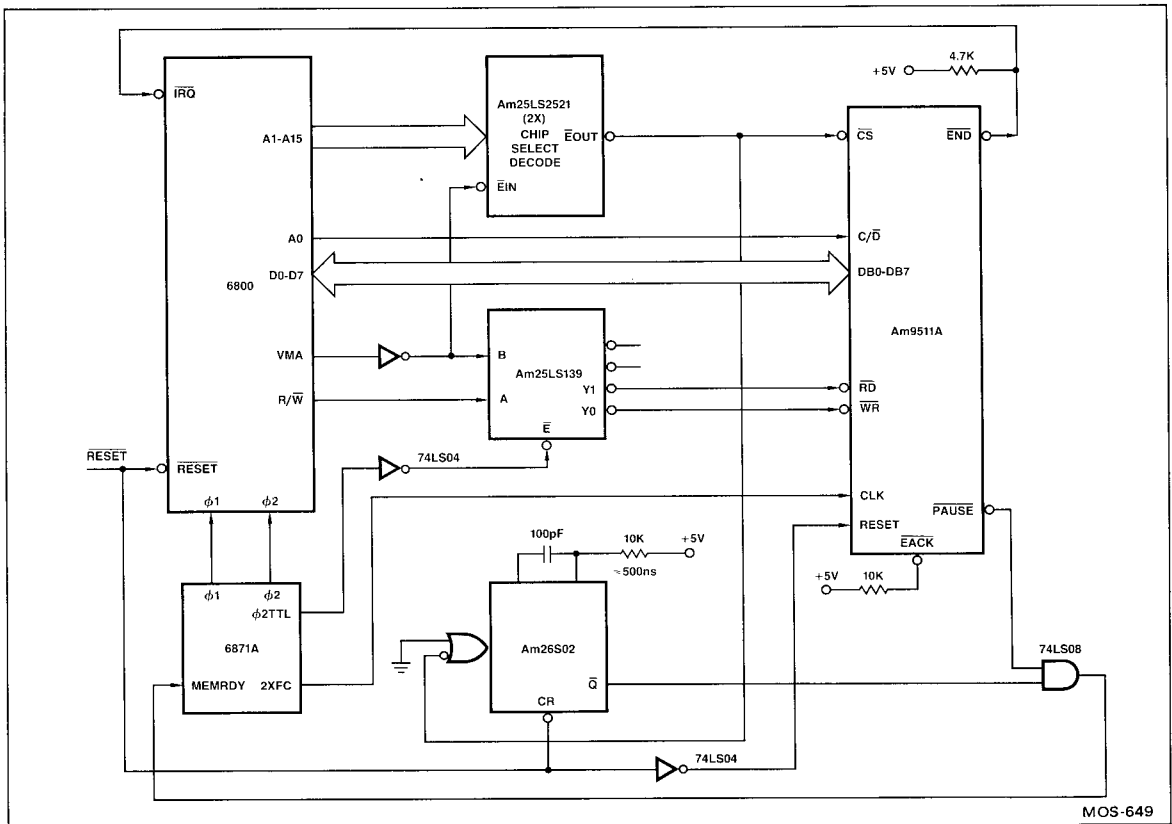 4.7K
+5V
IRQ
A1-A15
Am25LS2521
(2X)
CHIP
SELECT
DECODE
EOUT
EIN
CS
END
A0
C/D
D0-D7
DB0-DB7
6800
Am9511A
VMA
B
Am25LS139
Y1
RD
R/W
A
Y0
WR
E
RESET
RESET
74LS04
φ1
φ2
CLK
PAUSE
RESET
EACK
100pF
10K
+5V
≈500ns
+5V
10K
φ1
φ2
φ2TTL
6871A
MEMRDY
2XFC
Am26S02
Q
CR
74LS08
74LS04
MOS-649